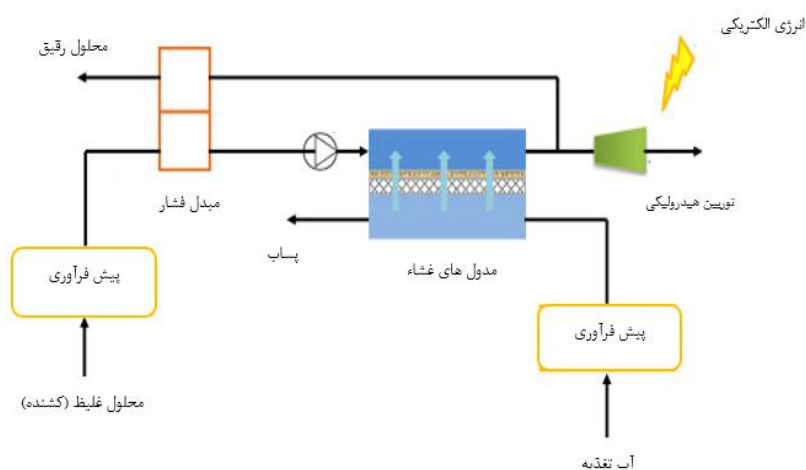 انرژی الکتریکی
محلول رقیق
مبدل فشار
توربین هیدرولیکی
پساب
مدول های غشاء
پیش فرآوری
پیش فرآوری
محلول غلیظ (کشنده)
آب تغذیه